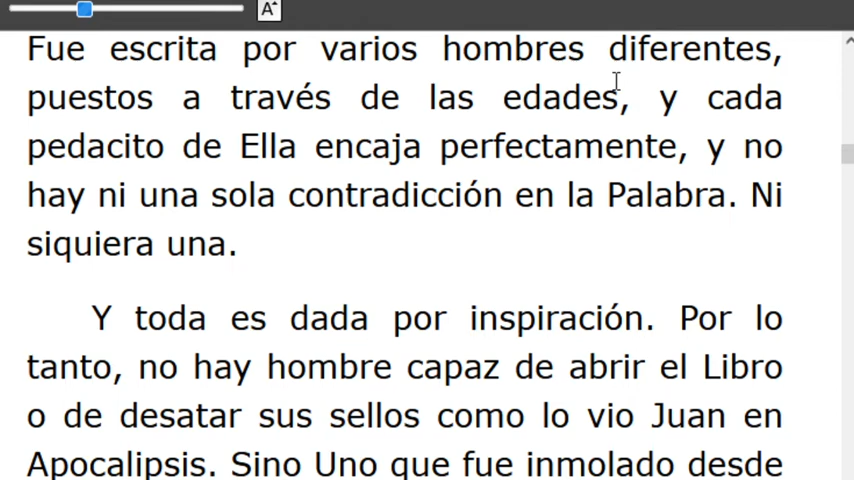 A
Fue escrita por varios hombres diferentes,
puestos a través de las edades, y cada
pedacito de Ella encaja perfectamente, y no
hay ni una sola contradicción en la Palabra. Ni
siquiera una.
Y toda es dada por inspiración. Por lo
tanto, no hay hombre capaz de abrir el Libro
o de desatar sus sellos como lo vio Juan en
Apocalipsis. Sino Uno que fue inmolado desde